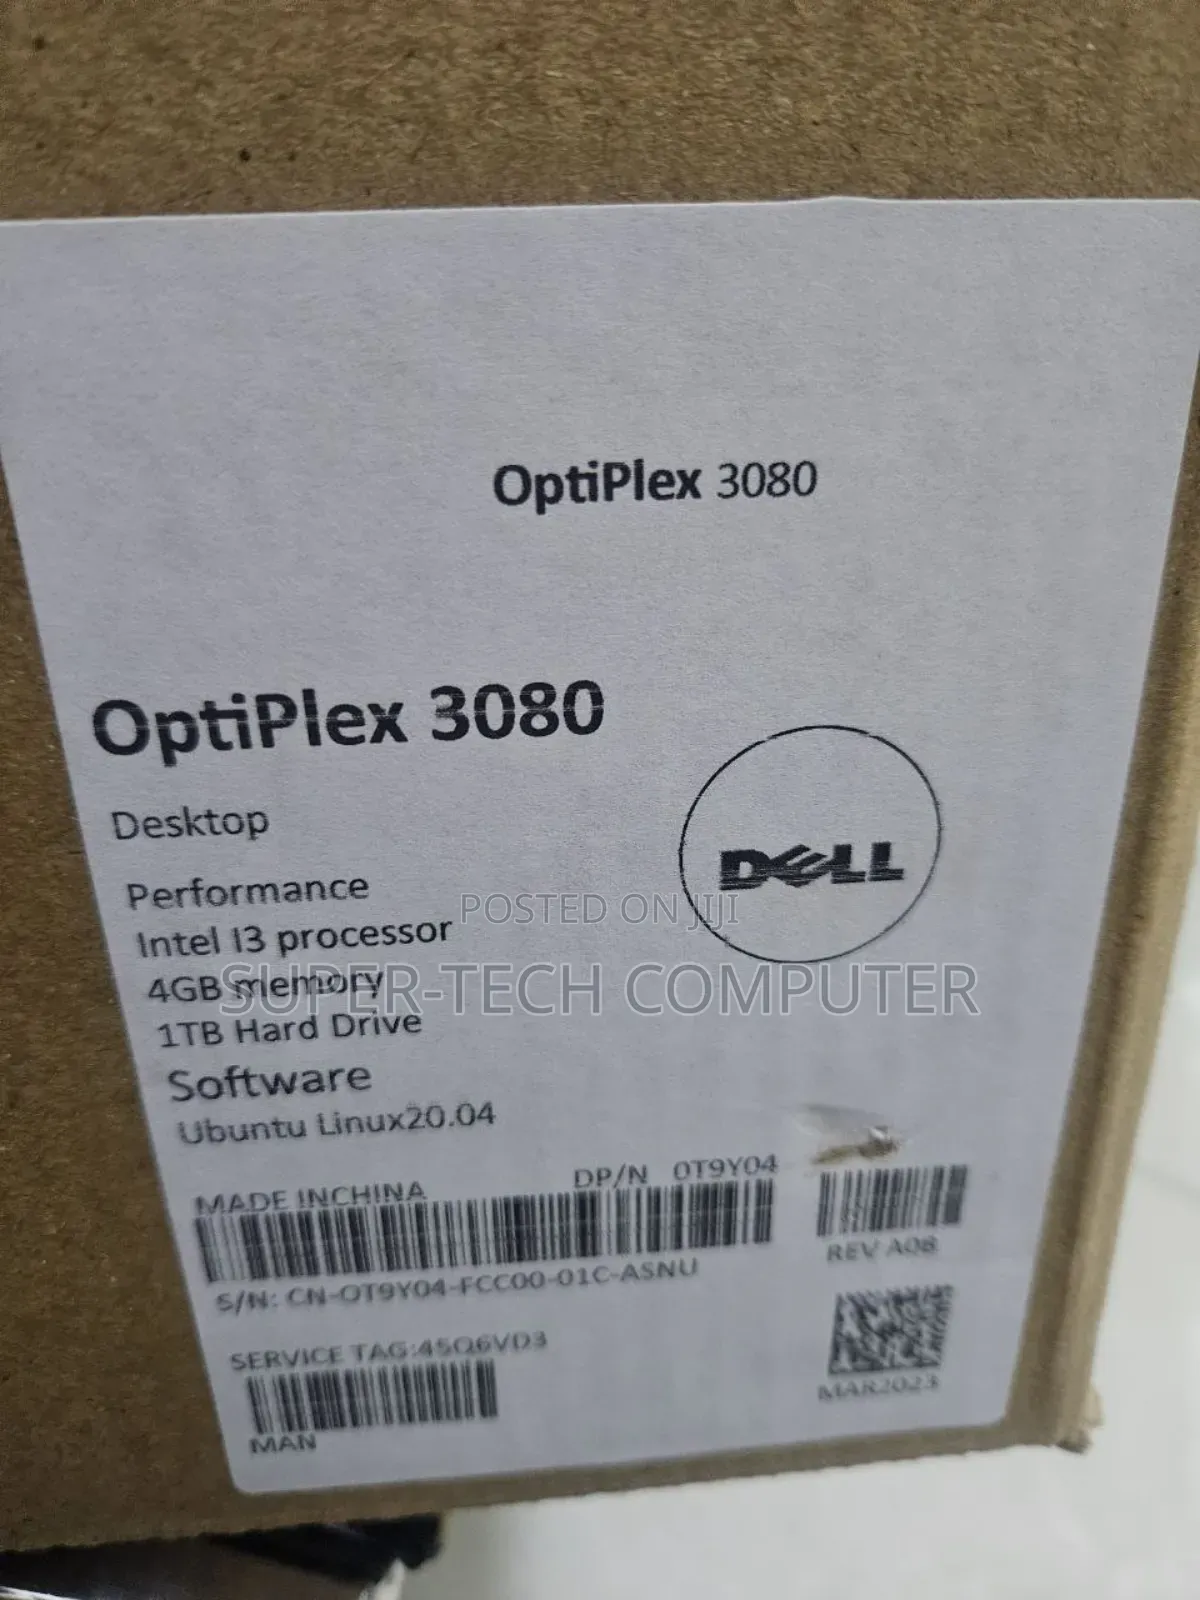 OptiPlex 3080
OptiPlex 3080
Desktop
DELL
Performance
Intel I3 processor
4GB memory
1TB Hard Drive
Software
Ubuntu Linux20.04
POSTED ON JIJI
SUPER-TECH COMPUTER
MADE INCHINA DP/N 0T9Y04
REV A08
S/N: CN-OT9Y04-FCC00-01C-ASNU
SERVICE TAG:45Q6VD3
MAR2023
MAN